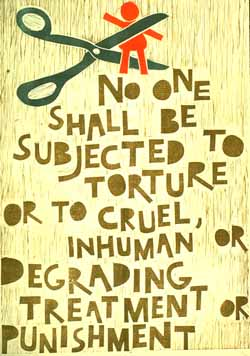 NO ONE
SHALL BE
SUBJECTED TO
TORTURE
OR TO CRUEL,
INHUMAN OR
DEGRADING
TREATMENT OR
PUNISHMENT